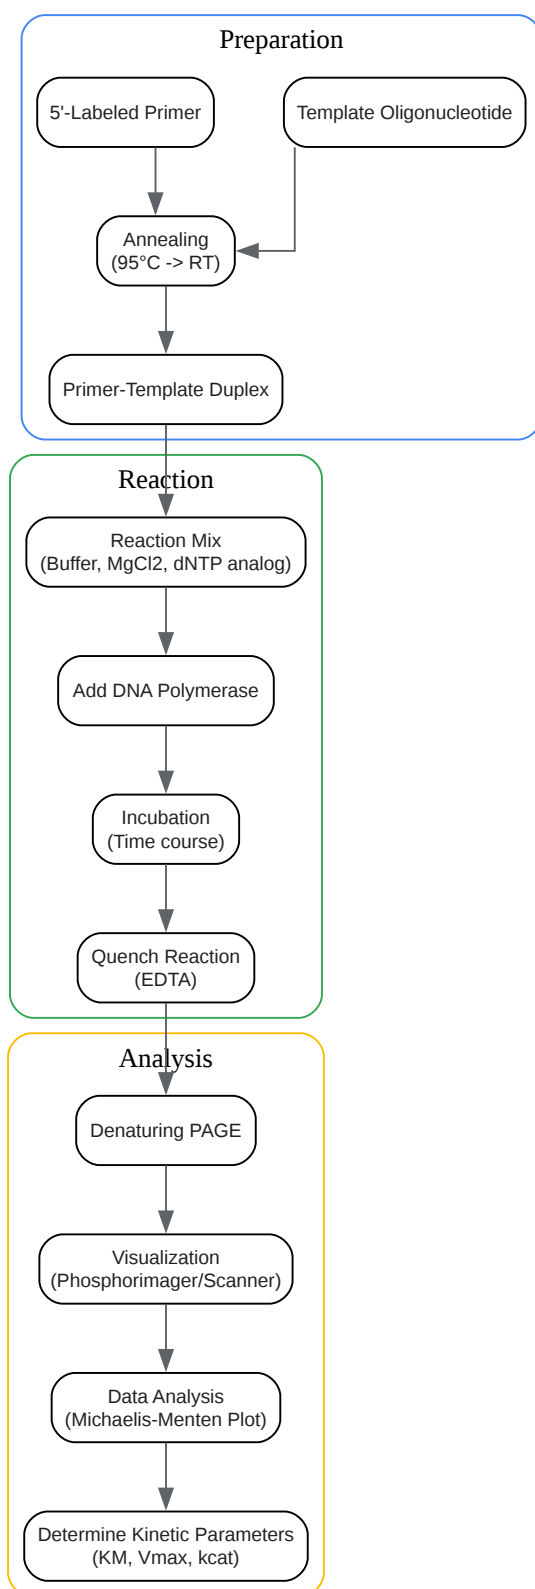 Preparation
5'-Labeled Primer
Template Oligonucleotide
Annealing
(95°C -> RT)
Primer-Template Duplex
Reaction
Reaction Mix
(Buffer, MgCl2, dNTP analog)
Add DNA Polymerase
Incubation
(Time course)
Quench Reaction
(EDTA)
Analysis
Denaturing PAGE
Visualization
(Phosphorimager/Scanner)
Data Analysis
(Michaelis-Menten Plot)
Determine Kinetic Parameters
(KM, Vmax, kcat)